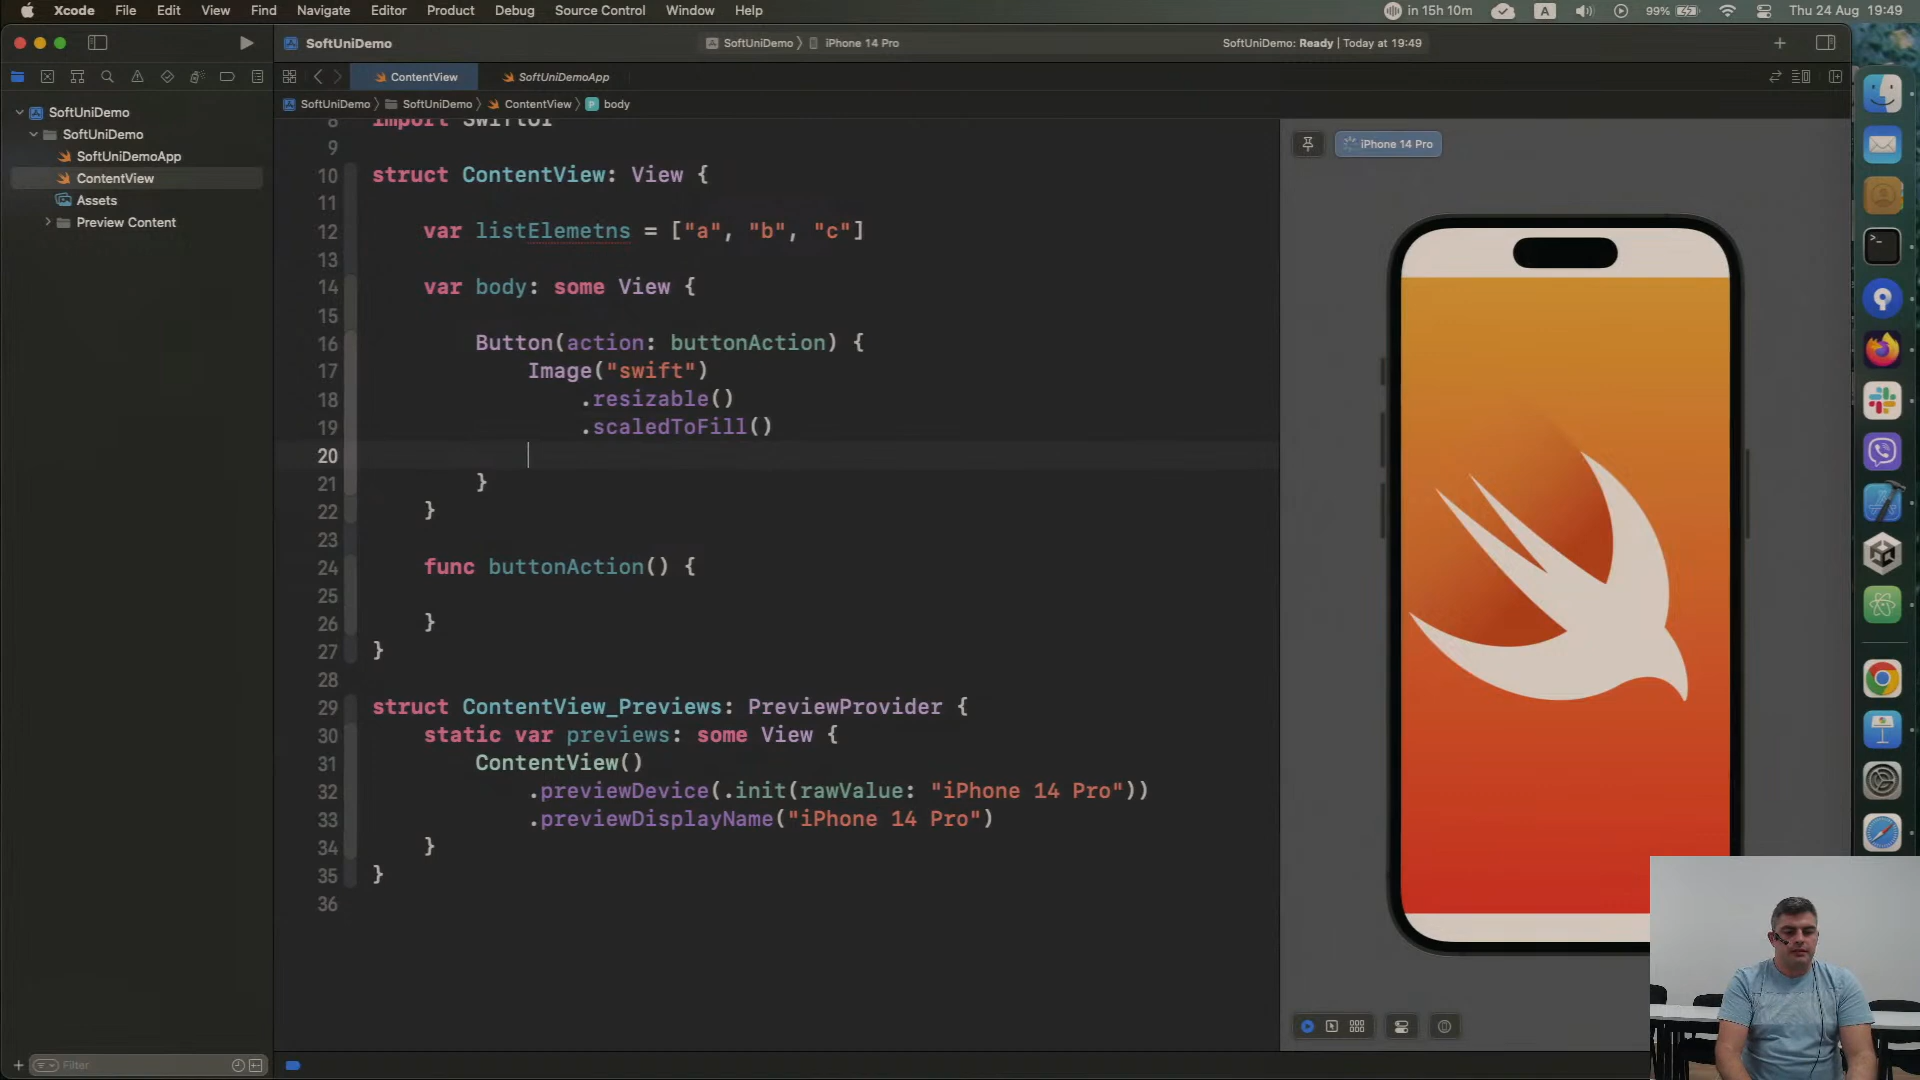 Xcode File Edit View Find Navigate Editor Product Debug Source Control Window Help in 15h 10m A 99% Thu 24 Aug 19:49
SoftUniDemo SoftUniDemo iPhone 14 Pro SoftUniDemo: Ready | Today at 19:49
ContentView SoftUniDemoApp
SoftUniDemo SoftUniDemo ContentView P body
SoftUniDemo
SoftUniDemo
SoftUniDemoApp
ContentView
Assets
Preview Content
8 import SwiftUI
9
10 struct ContentView: View {
11
12 var listElemetns = ["a", "b", "c"]
13
14 var body: some View {
15
16 Button(action: buttonAction) {
17 Image("swift")
18 .resizable()
19 .scaledToFill()
20
21 }
22 }
23
24 func buttonAction() {
25
26 }
27 }
28
29 struct ContentView_Previews: PreviewProvider {
30 static var previews: some View {
31 ContentView()
32 .previewDevice(.init(rawValue: "iPhone 14 Pro"))
33 .previewDisplayName("iPhone 14 Pro")
34 }
35 }
36
iPhone 14 Pro
Filter